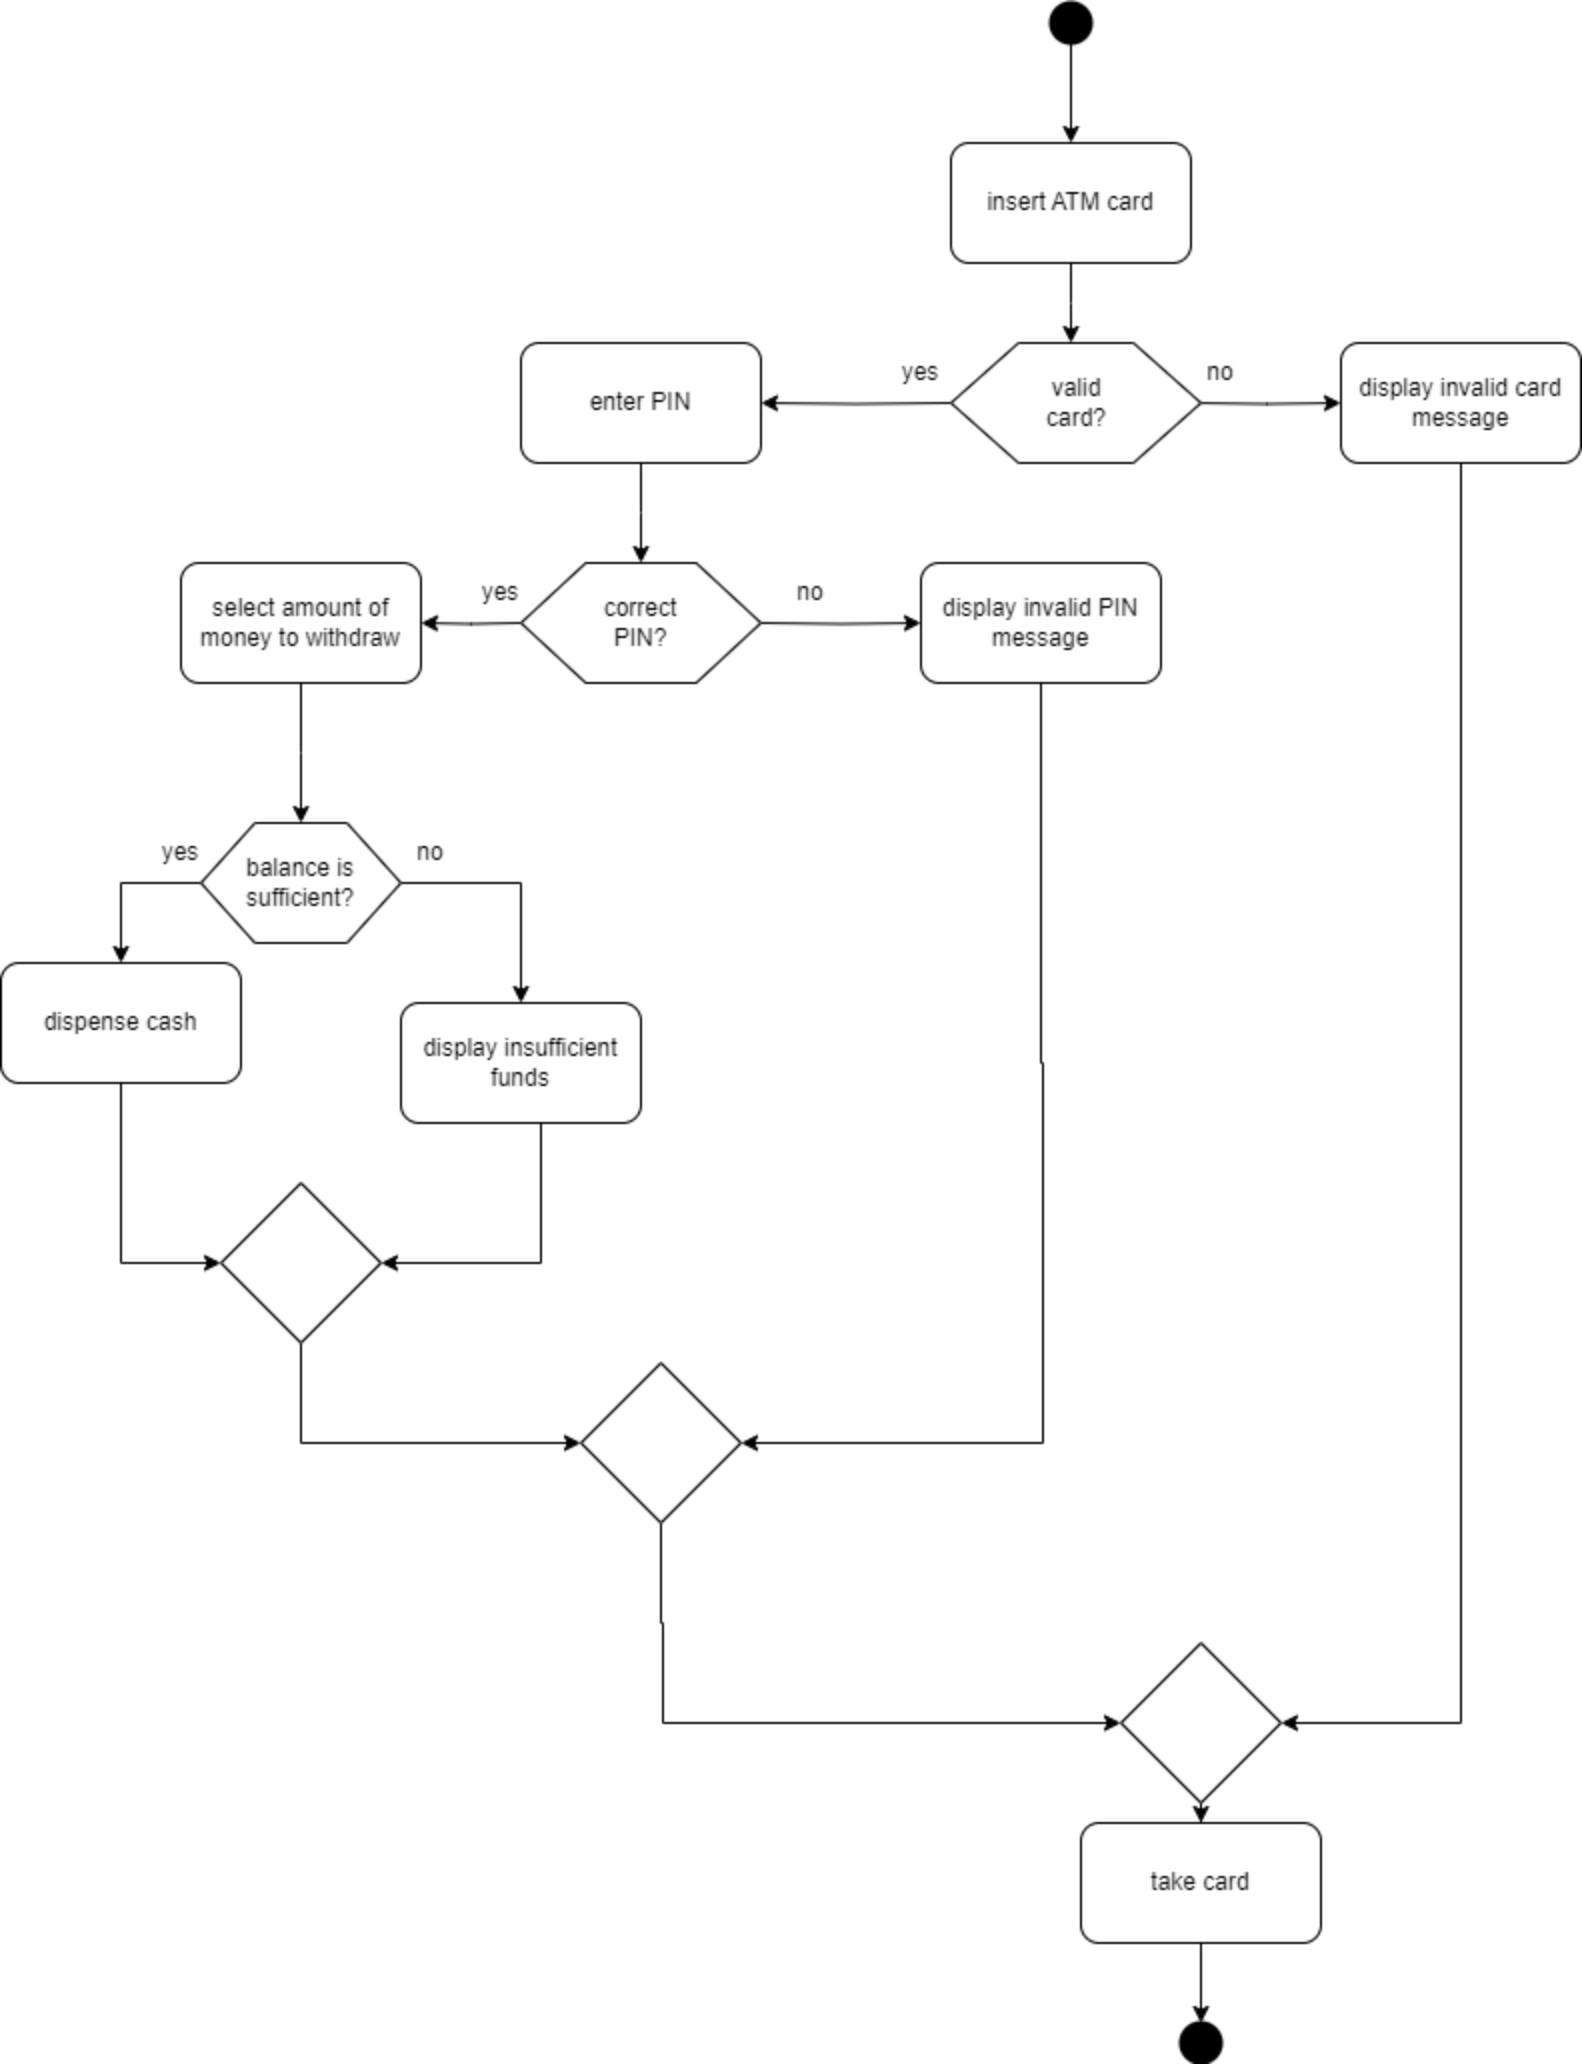 insert ATM card
enter PIN
yes
valid
card?
no
display invalid card
message
select amount of
money to withdraw
yes
correct
PIN?
no
display invalid PIN
message
yes
balance is
sufficient?
no
dispense cash
display insufficient
funds
take card